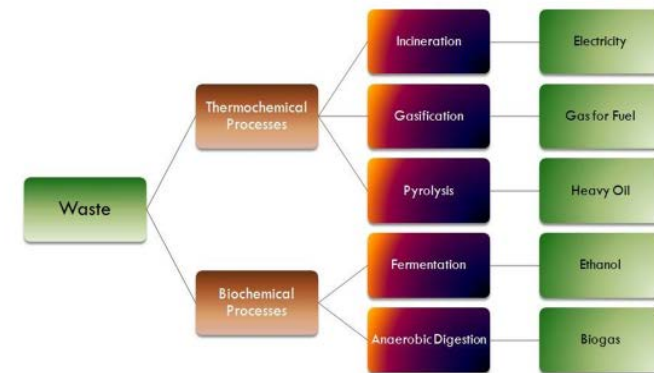 Incineration
Electricity
Thermochemical
Processes
Gasification
Gas for Fuel
Pyrolysis
Heavy Oil
Waste
Fermentation
Ethanol
Biochemical
Processes
Anaerobic Digestion
Biogas